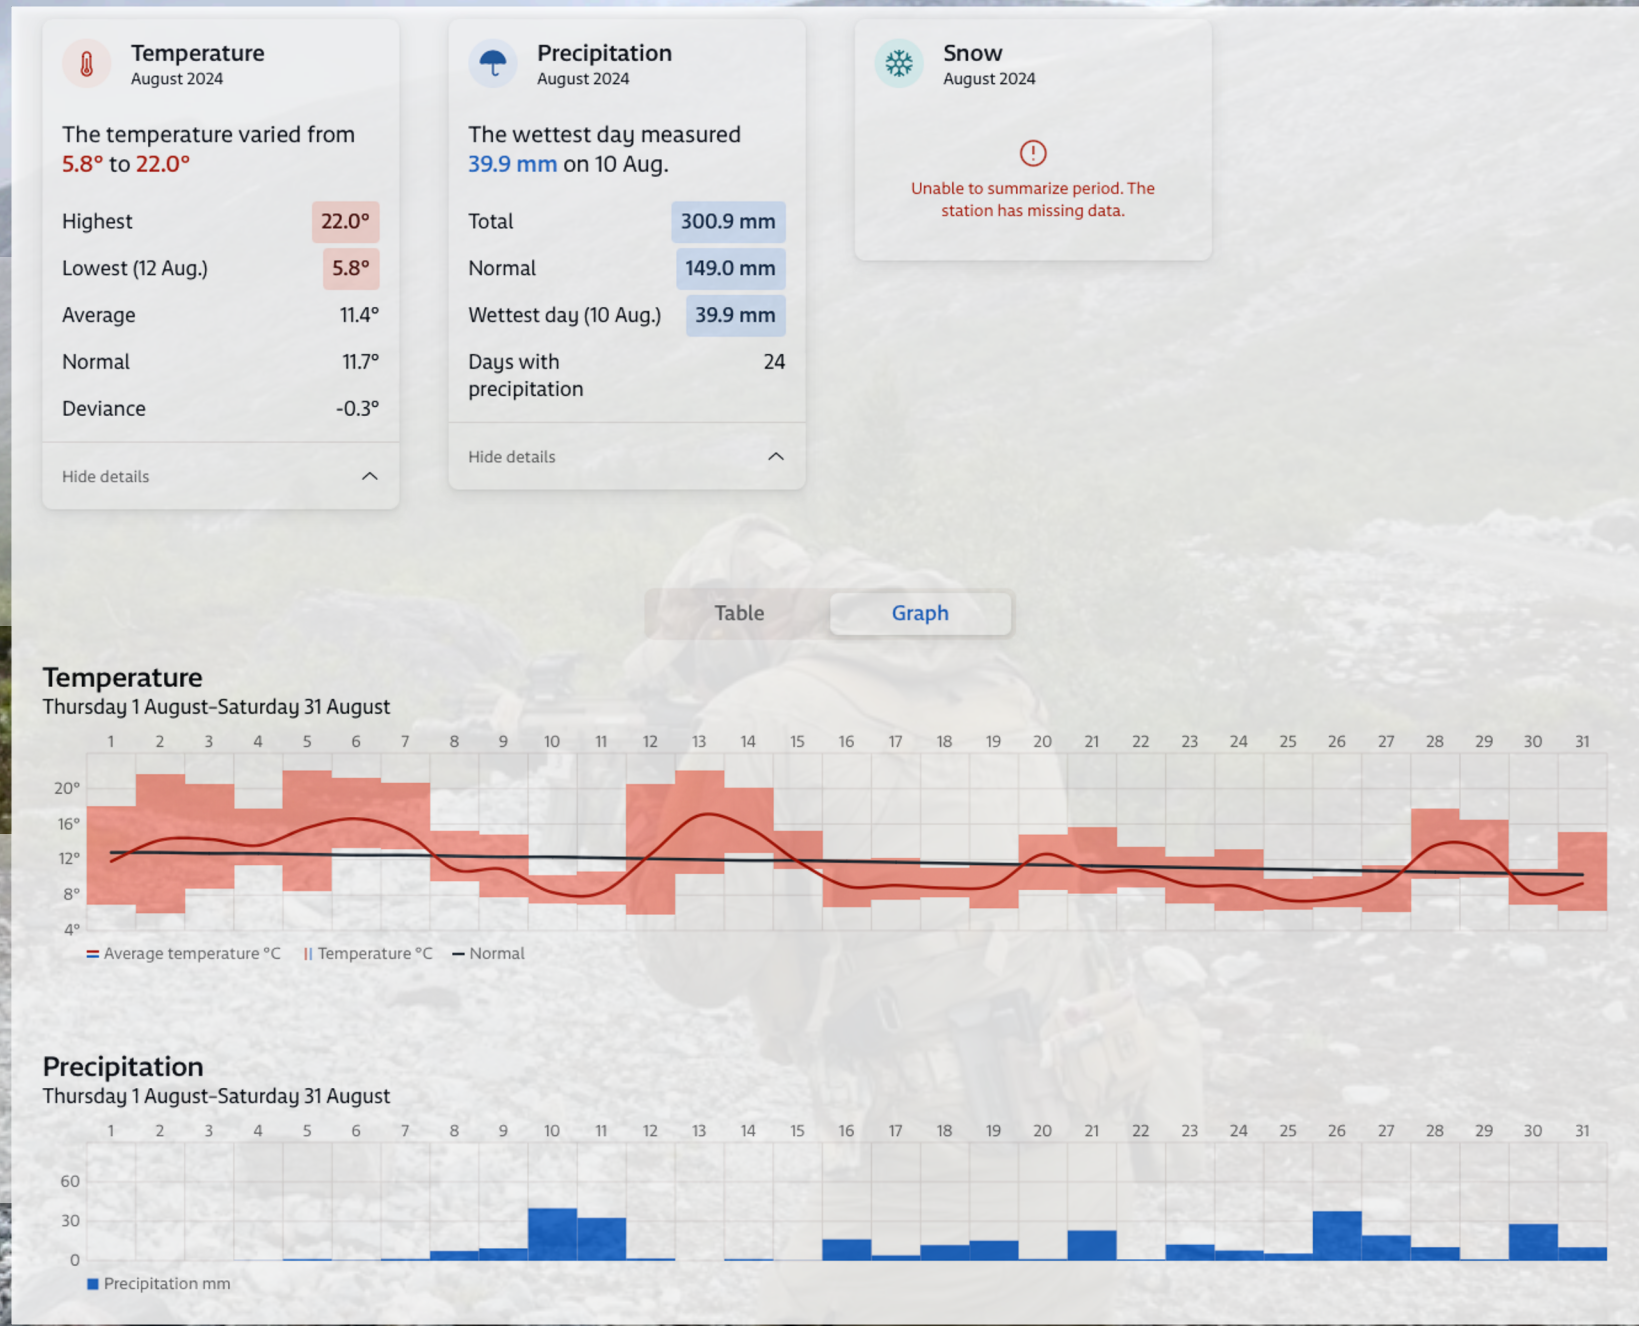 Temperature
August 2024
The temperature varied from
5.8° to 22.0°
Highest 22.0°
Lowest (12 Aug.) 5.8°
Average 11.4°
Normal 11.7°
Deviance -0.3°
Hide details
Precipitation
August 2024
The wettest day measured
39.9 mm on 10 Aug.
Total 300.9 mm
Normal 149.0 mm
Wettest day (10 Aug.) 39.9 mm
Days with 24
precipitation
Hide details
Snow
August 2024
Unable to summarize period. The
station has missing data.
Table Graph
Temperature
Thursday 1 August–Saturday 31 August
1 2 3 4 5 6 7 8 9 10 11 12 13 14 15 16 17 18 19 20 21 22 23 24 25 26 27 28 29 30 31
20°
16°
12°
8°
4°
Average temperature °C Temperature °C Normal
Precipitation
Thursday 1 August–Saturday 31 August
1 2 3 4 5 6 7 8 9 10 11 12 13 14 15 16 17 18 19 20 21 22 23 24 25 26 27 28 29 30 31
60
30
0
Precipitation mm